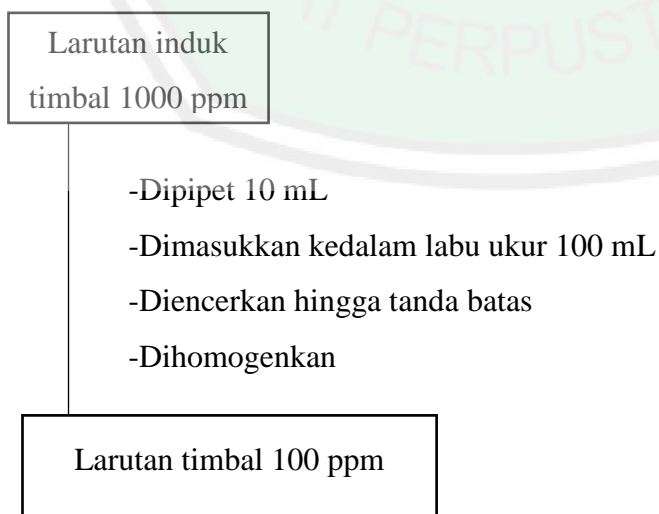 PERPUST
Larutan induk
timbal 1000 ppm
-Dipipet 10 mL
-Dimasukkan kedalam labu ukur 100 mL
-Diencerkan hingga tanda batas
-Dihomogenkan
Larutan timbal 100 ppm